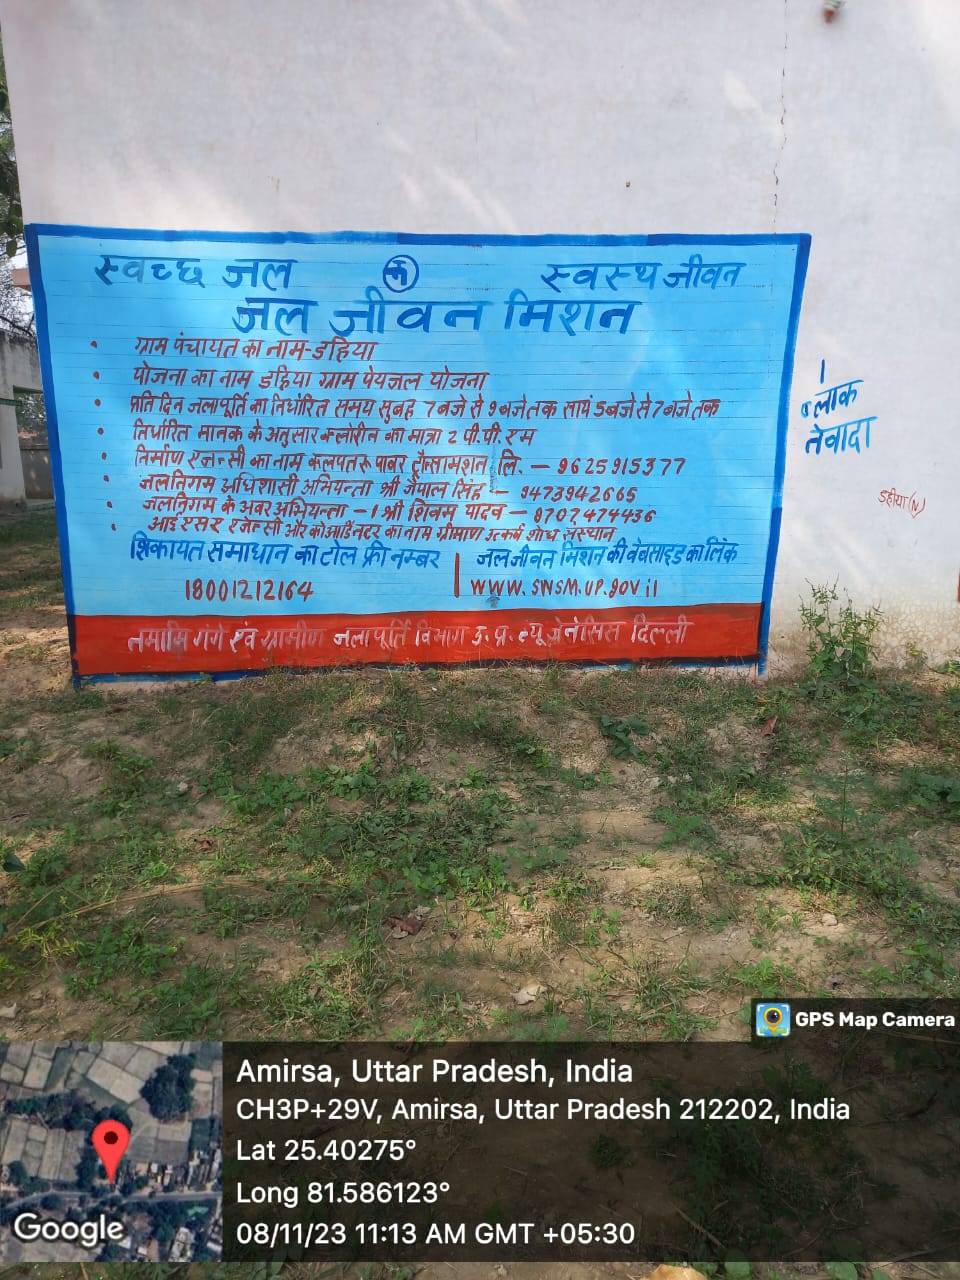 स्वच्छ जल
स्वस्थ जीवन
जल जीवन मिशन
• ग्राम पंचायत का नाम-डहिया
• योजना का नाम डहिया ग्राम पेयजल योजना
• प्रति दिन जलापूर्ति का निर्धारित समय सुबह 7 बजे से 9 बजे तक सायं 5 बजे से 7 बजे तक
• निर्धारित मानक के अनुसार क्लोरीन का मात्रा 2 पी.पी.एम
• निर्माण एजन्सी का नाम कलपतरू पावर ट्रॉन्समिशन लि. - 9625915377
• जलनिगम अधिशासी अभियन्ता श्री जैपाल सिंह - 9473942665
• जलनिगम के अवर अभियन्ता - 1 श्री शिवम यादव - 8707474436
• आई एसर एजेन्सी और कोआर्डिनेटर का नाम ग्रीमाण उत्कर्ष शोध संस्थान
शिकायत समाधान का टोल फ्री नम्बर
18001212164
जल जीवन मिशन की वेबसाइड का लिंक
www.swsm.up.gov il
नमामि गंगे एवं ग्रामीण जलापूर्ति विभाग उ.प्र. न्यू जेनेसिस दिल्ली
ब्लाक
नेवादा
डहीया (N)
GPS Map Camera
Amirsa, Uttar Pradesh, India
CH3P+29V, Amirsa, Uttar Pradesh 212202, India
Lat 25.40275°
Long 81.586123°
08/11/23 11:13 AM GMT +05:30
Google